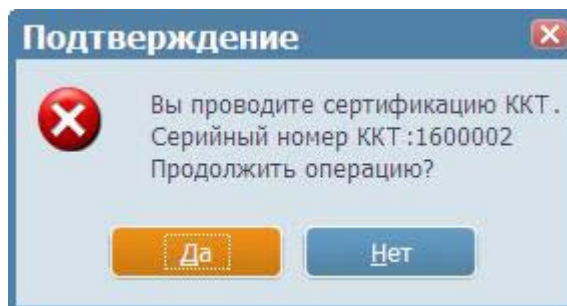 Подтверждение
Вы проводите сертификацию ККТ.
Серийный номер ККТ:1600002
Продолжить операцию?
Да Нет